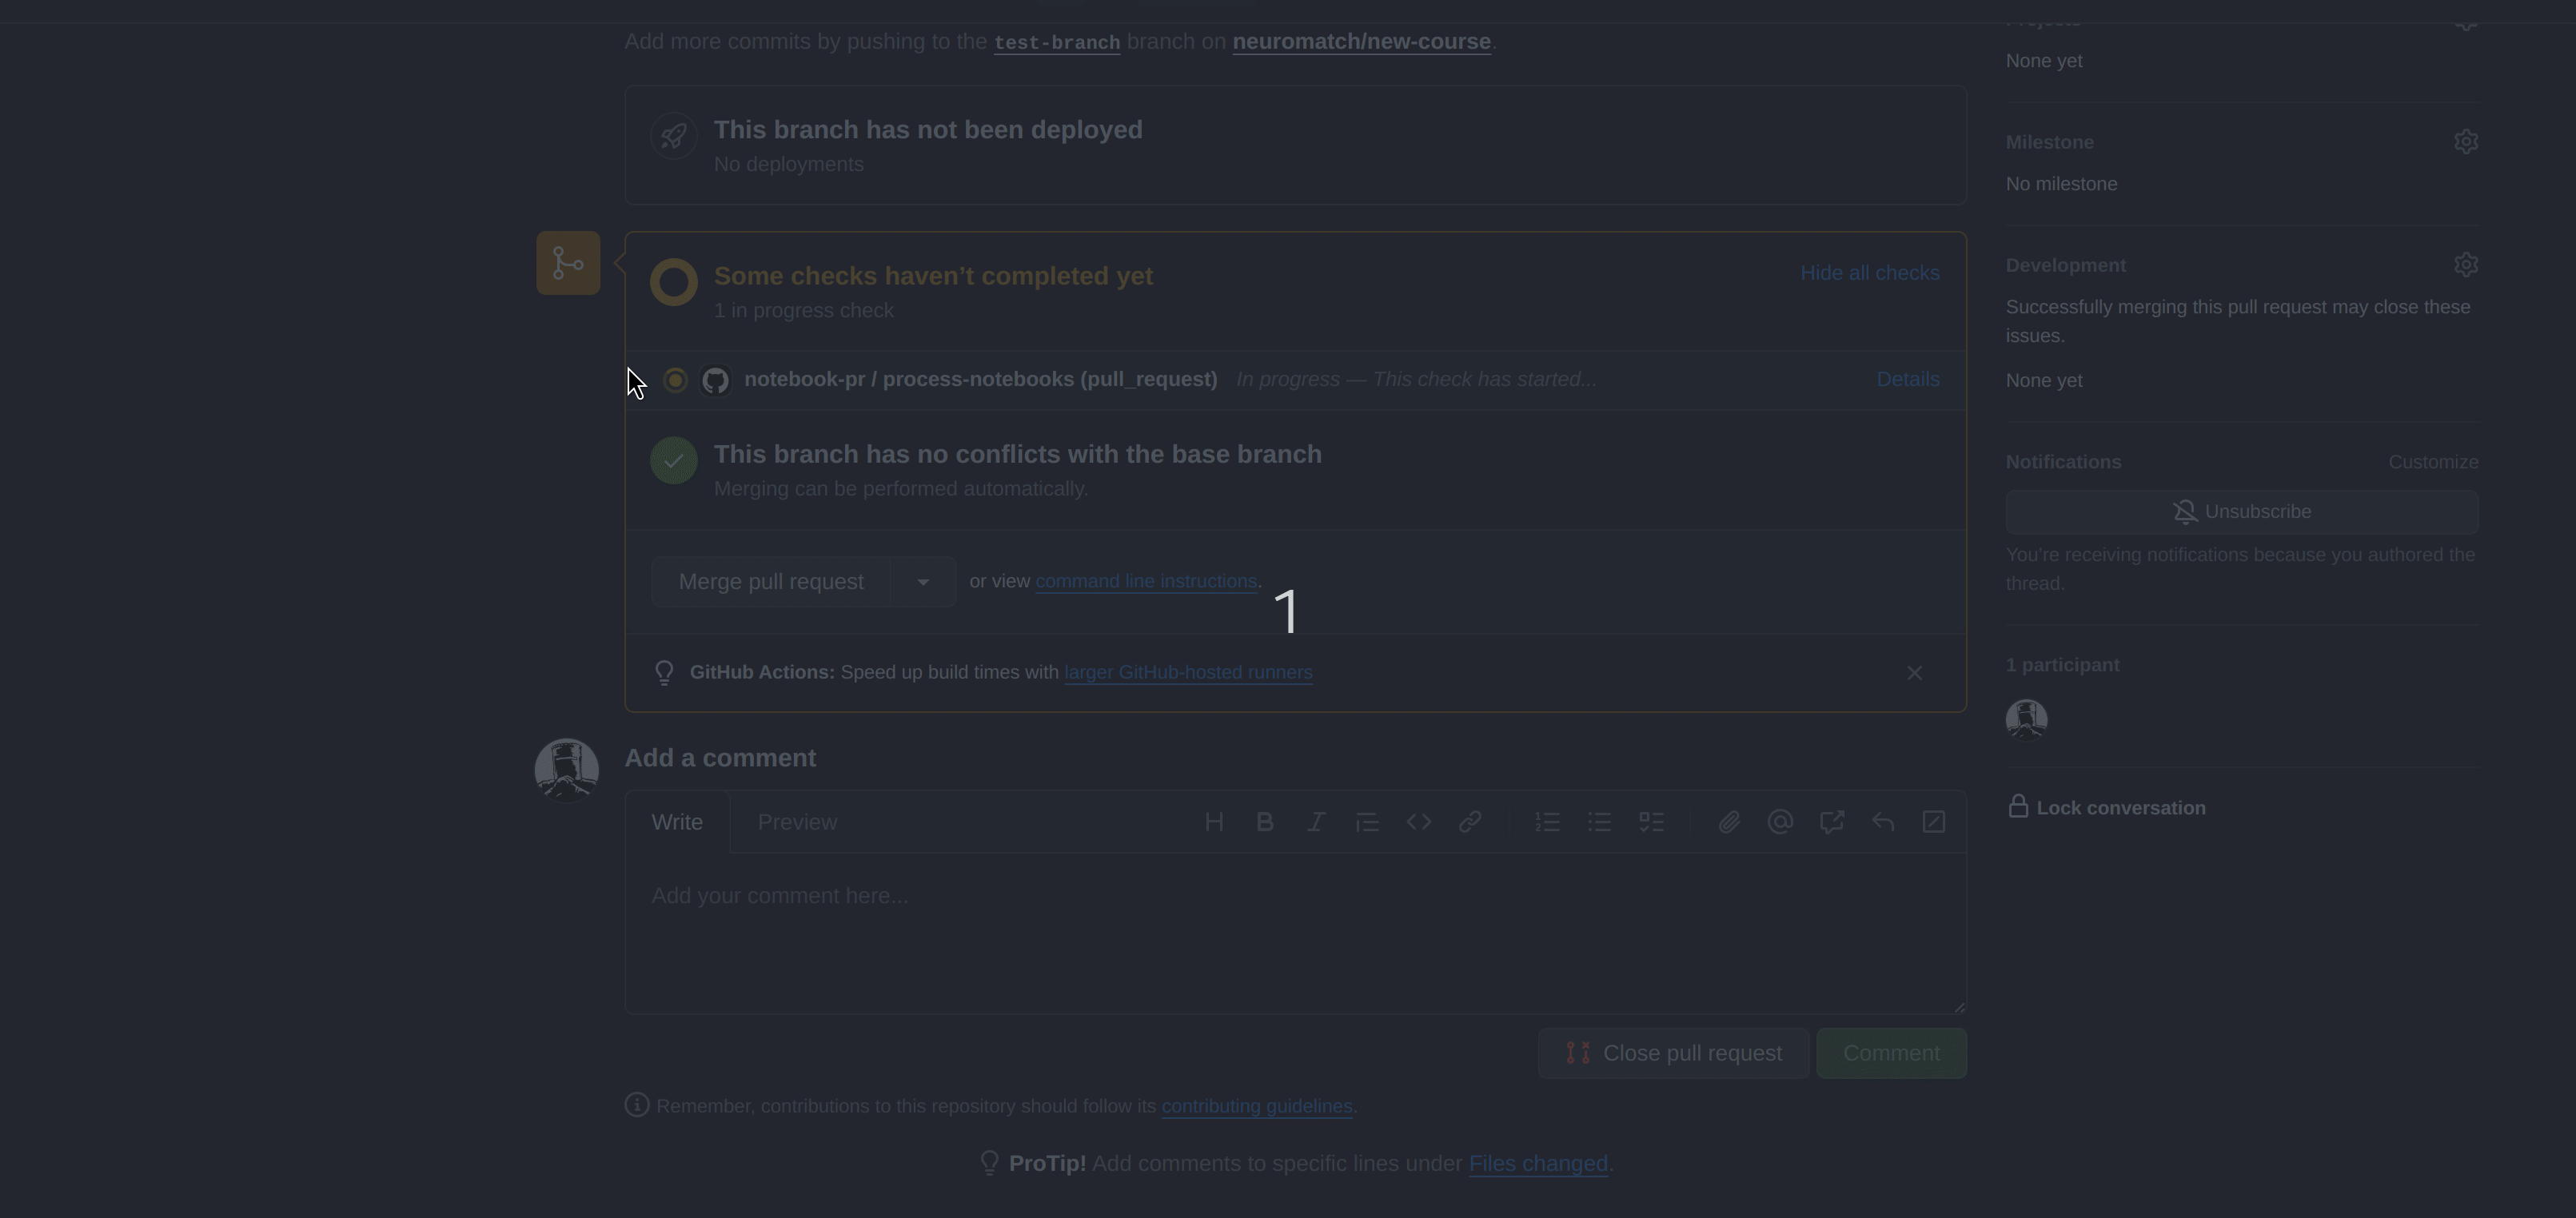 Add more commits by pushing to the test-branch branch on neuromatch/new-course.
This branch has not been deployed
No deployments
Some checks haven't completed yet
Hide all checks
1 in progress check
notebook-pr / process-notebooks (pull_request) In progress — This check has started...
Details
This branch has no conflicts with the base branch
Merging can be performed automatically.
Merge pull request
or view command line instructions.
1
GitHub Actions: Speed up build times with larger GitHub-hosted runners
Add a comment
Write
Preview
Add your comment here...
Close pull request
Comment
Remember, contributions to this repository should follow its contributing guidelines.
ProTip! Add comments to specific lines under Files changed.
Projects
None yet
Milestone
No milestone
Development
Successfully merging this pull request may close these
issues.
None yet
Notifications
Customize
Unsubscribe
You're receiving notifications because you authored the
thread.
1 participant
Lock conversation